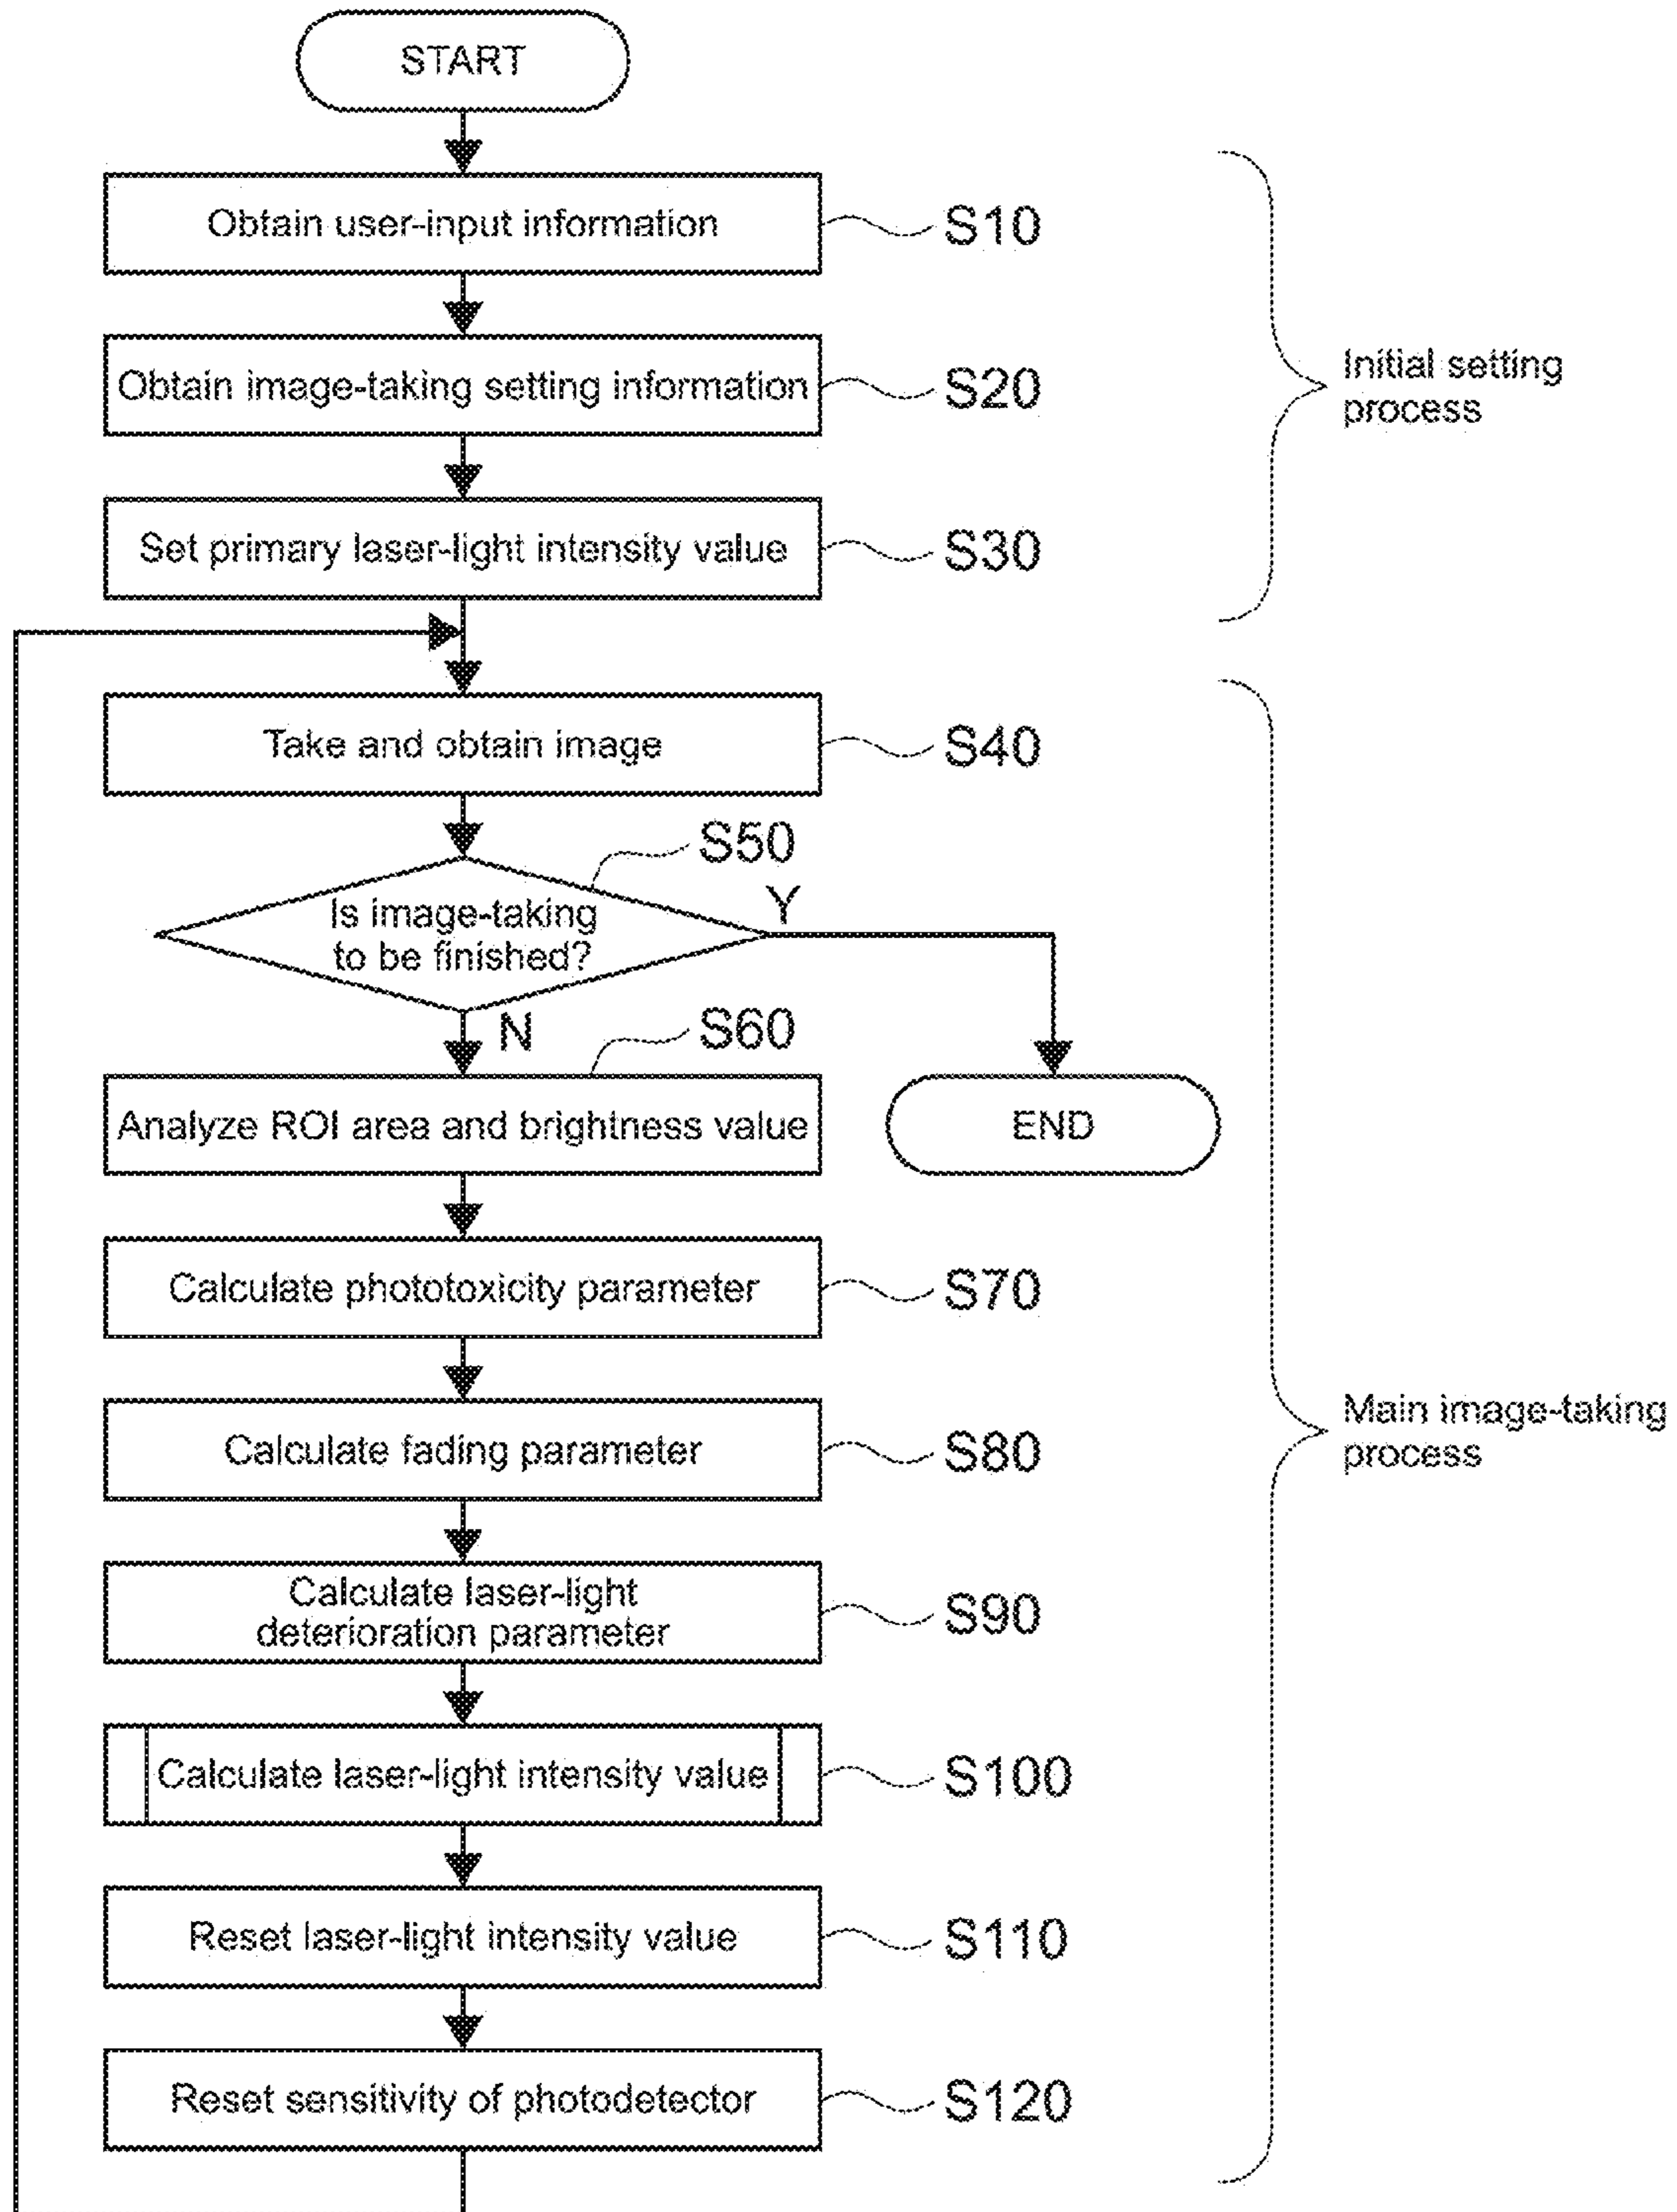 START
Obtain user-input information
S10
Obtain image-taking setting information
S20
Initial setting
process
Set primary laser-light intensity value
S30
Take and obtain image
S40
S50
Is image-taking
to be finished?
Y
N
S60
Analyze ROI area and brightness value
END
Calculate phototoxicity parameter
S70
Calculate fading parameter
S80
Main image-taking
process
Calculate laser-light
deterioration parameter
S90
Calculate laser-light intensity value
S100
Reset laser-light intensity value
S110
Reset sensitivity of photodetector
S120